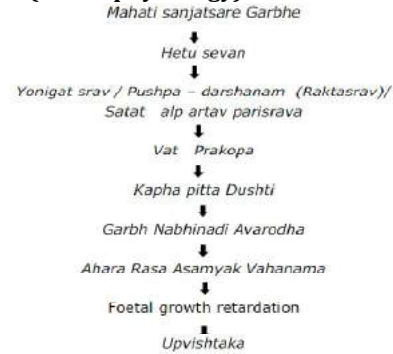 Mahati sanjatsare Garbhe
Hetu sevan
Yonigat srav / Pushpa – darshanam (Raktasrav)/
Satat alp artav parisrava
Vat Prakopa
Kapha pitta Dushti
Garbh Nabhinadi Avarodha
Ahara Rasa Asamyak Vahanama
Foetal growth retardation
Upvishtaka